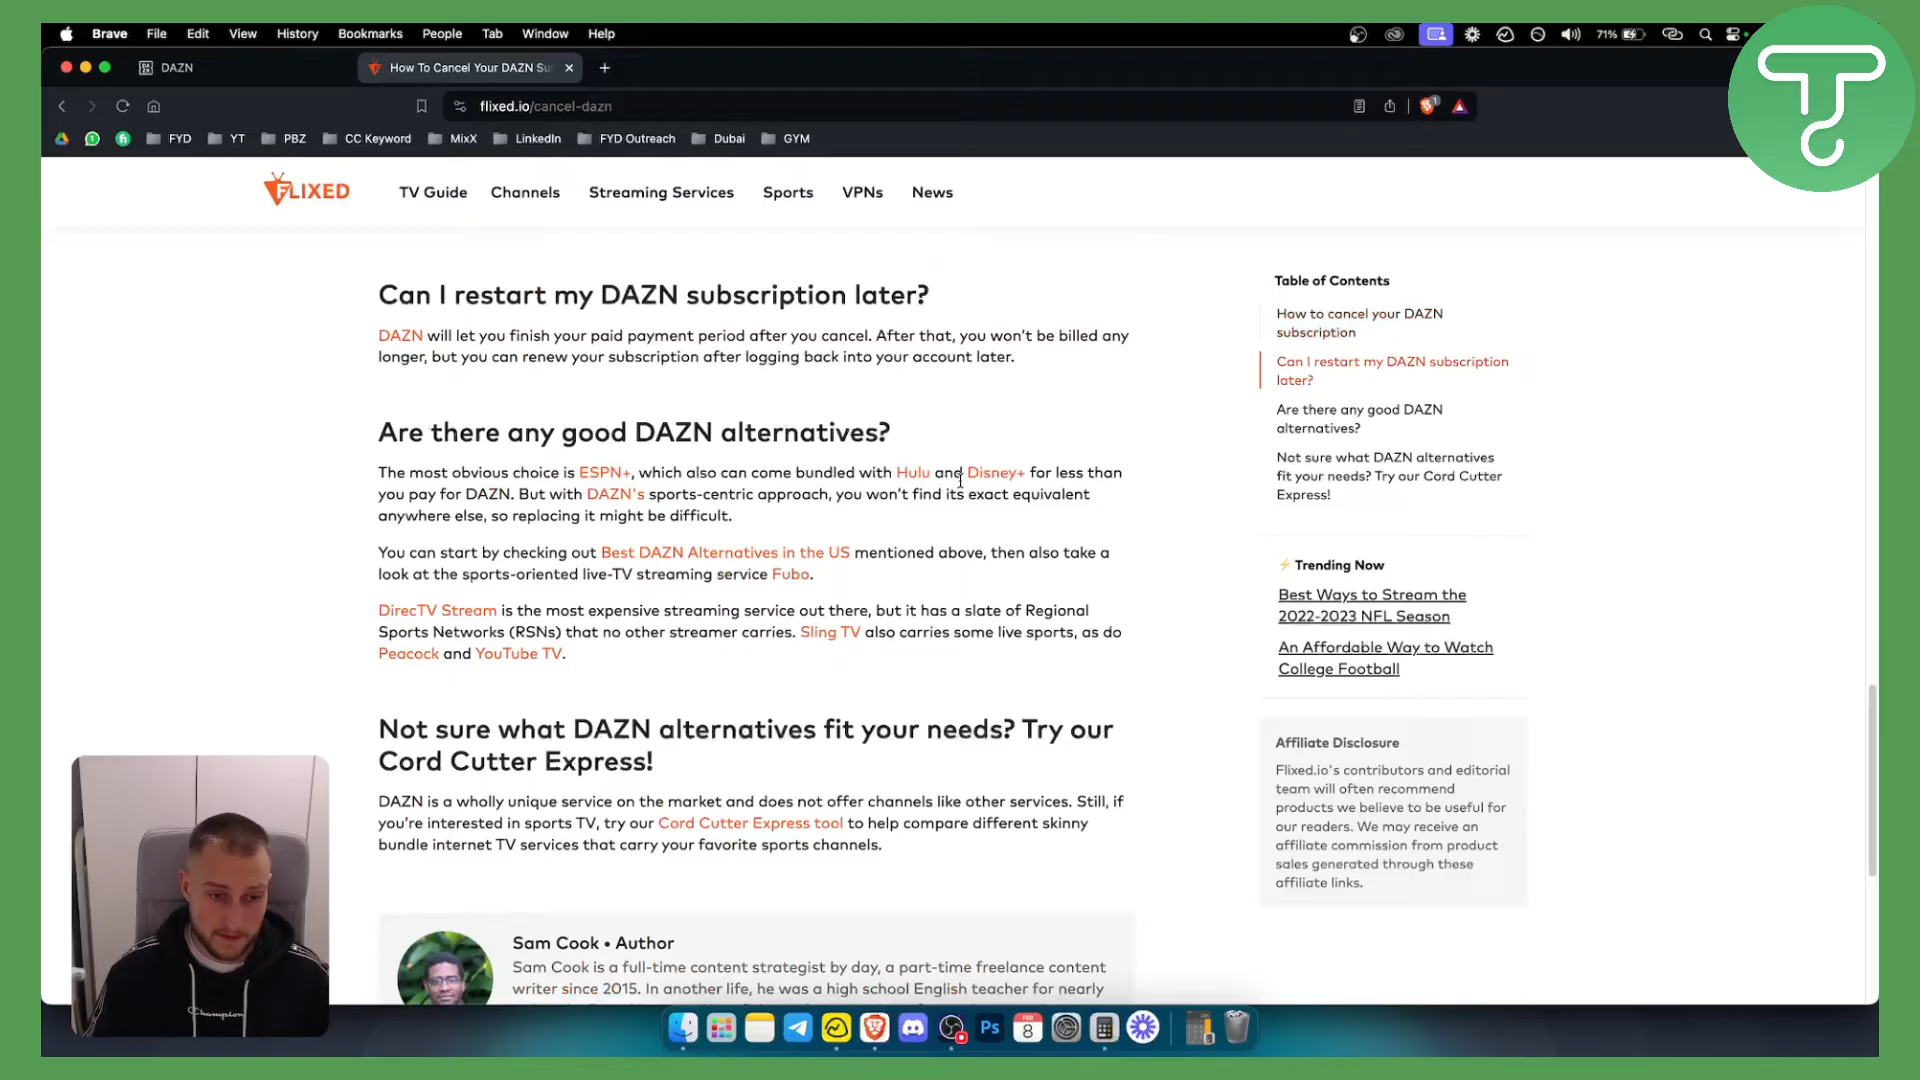 Brave File Edit View History Bookmarks People Tab Window Help 71%
DAZN How To Cancel Your DAZN Su
flixed.io/cancel-dazn 1
FYD YT PBZ CC Keyword MixX LinkedIn FYD Outreach Dubai GYM
FLIXED TV Guide Channels Streaming Services Sports VPNs News
Can I restart my DAZN subscription later?
DAZN will let you finish your paid payment period after you cancel. After that, you won't be billed any
longer, but you can renew your subscription after logging back into your account later.
Are there any good DAZN alternatives?
The most obvious choice is ESPN+, which also can come bundled with Hulu and Disney+ for less than
you pay for DAZN. But with DAZN's sports-centric approach, you won't find its exact equivalent
anywhere else, so replacing it might be difficult.
You can start by checking out Best DAZN Alternatives in the US mentioned above, then also take a
look at the sports-oriented live-TV streaming service Fubo.
DirecTV Stream is the most expensive streaming service out there, but it has a slate of Regional
Sports Networks (RSNs) that no other streamer carries. Sling TV also carries some live sports, as do
Peacock and YouTube TV.
Not sure what DAZN alternatives fit your needs? Try our
Cord Cutter Express!
DAZN is a wholly unique service on the market and does not offer channels like other services. Still, if
you're interested in sports TV, try our Cord Cutter Express tool to help compare different skinny
bundle internet TV services that carry your favorite sports channels.
Sam Cook • Author
Sam Cook is a full-time content strategist by day, a part-time freelance content
writer since 2015. In another life, he was a high school English teacher for nearly
Table of Contents
How to cancel your DAZN
subscription
Can I restart my DAZN subscription
later?
Are there any good DAZN
alternatives?
Not sure what DAZN alternatives
fit your needs? Try our Cord Cutter
Express!
⚡ Trending Now
Best Ways to Stream the
2022-2023 NFL Season
An Affordable Way to Watch
College Football
Affiliate Disclosure
Flixed.io's contributors and editorial
team will often recommend
products we believe to be useful for
our readers. We may receive an
affiliate commission from product
sales generated through these
affiliate links.
Champion
Ps FEB 8